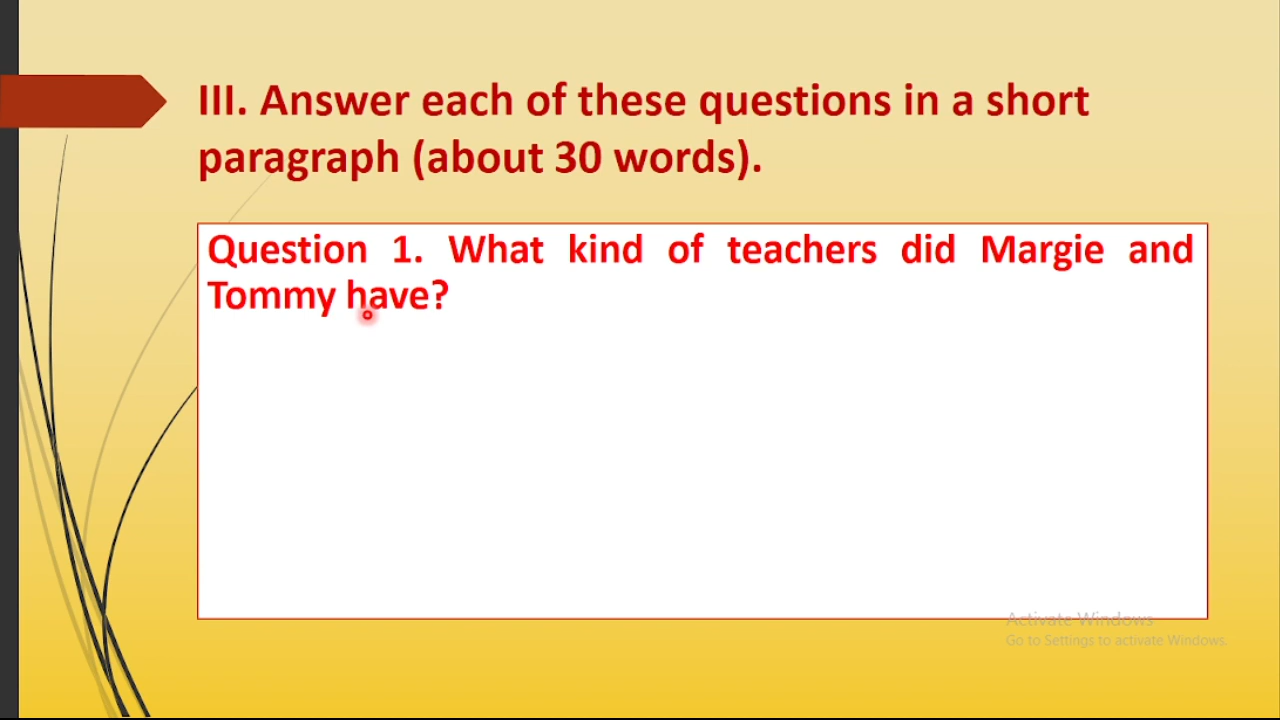 III. Answer each of these questions in a short
paragraph (about 30 words).
Question 1. What kind of teachers did Margie and
Tommy have?
Activate Windows
Go to Settings to activate Windows.